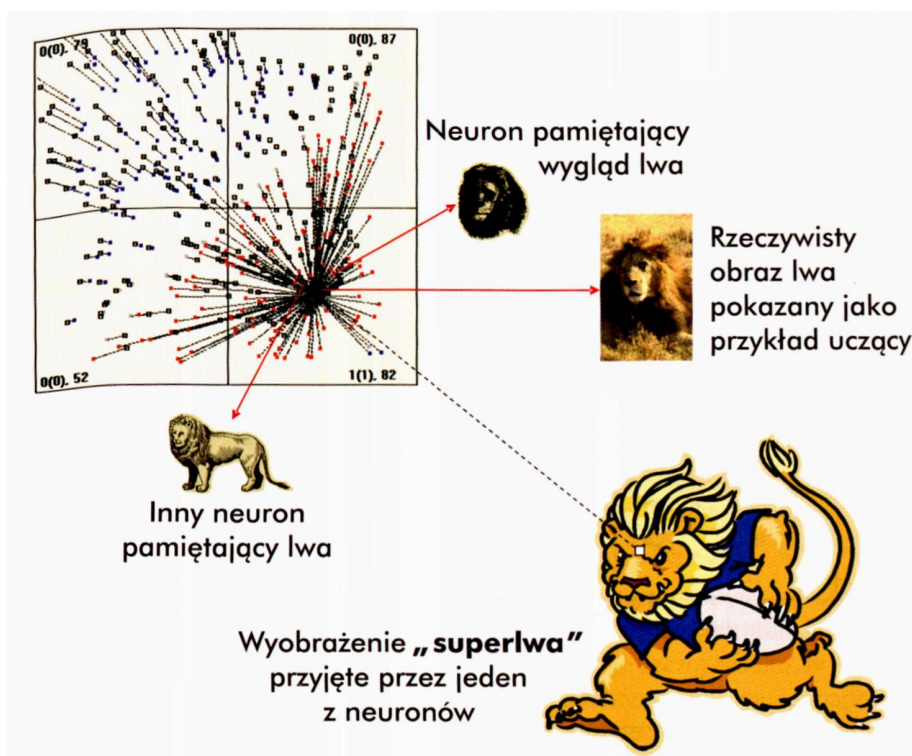 0(0), 79
0(0), 87
0(0), 52
1(1), 82
Neuron pamiętający
wygląd lwa
Rzeczywisty
obraz lwa
pokazany jako
przykład uczący
Inny neuron
pamiętający lwa
Wyobrażenie „superlwa”
przyjęte przez jeden
z neuronów